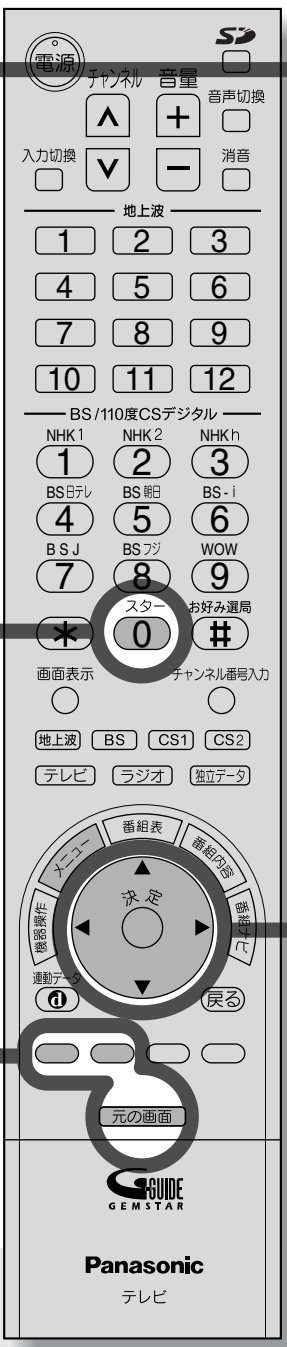 SD
電源
チャンネル 音量
音声切換
∧ +
入力切換 ∨ − 消音
地上波
1 2 3
4 5 6
7 8 9
10 11 12
BS/110度CSデジタル
NHK1 NHK2 NHKh
1 2 3
BS日テレ BS朝日 BS-i
4 5 6
BSJ BSフジ WOW
7 8 9
スター お好み選局
* 0 #
画面表示 チャンネル番号入力
地上波 BS CS1 CS2
テレビ ラジオ 独立データ
機器操作 メニュー 番組表 番組内容 番組ナビ
決定
連動データ
d 戻る
元の画面
G-GUIDE
GEMSTAR
Panasonic
テレビ